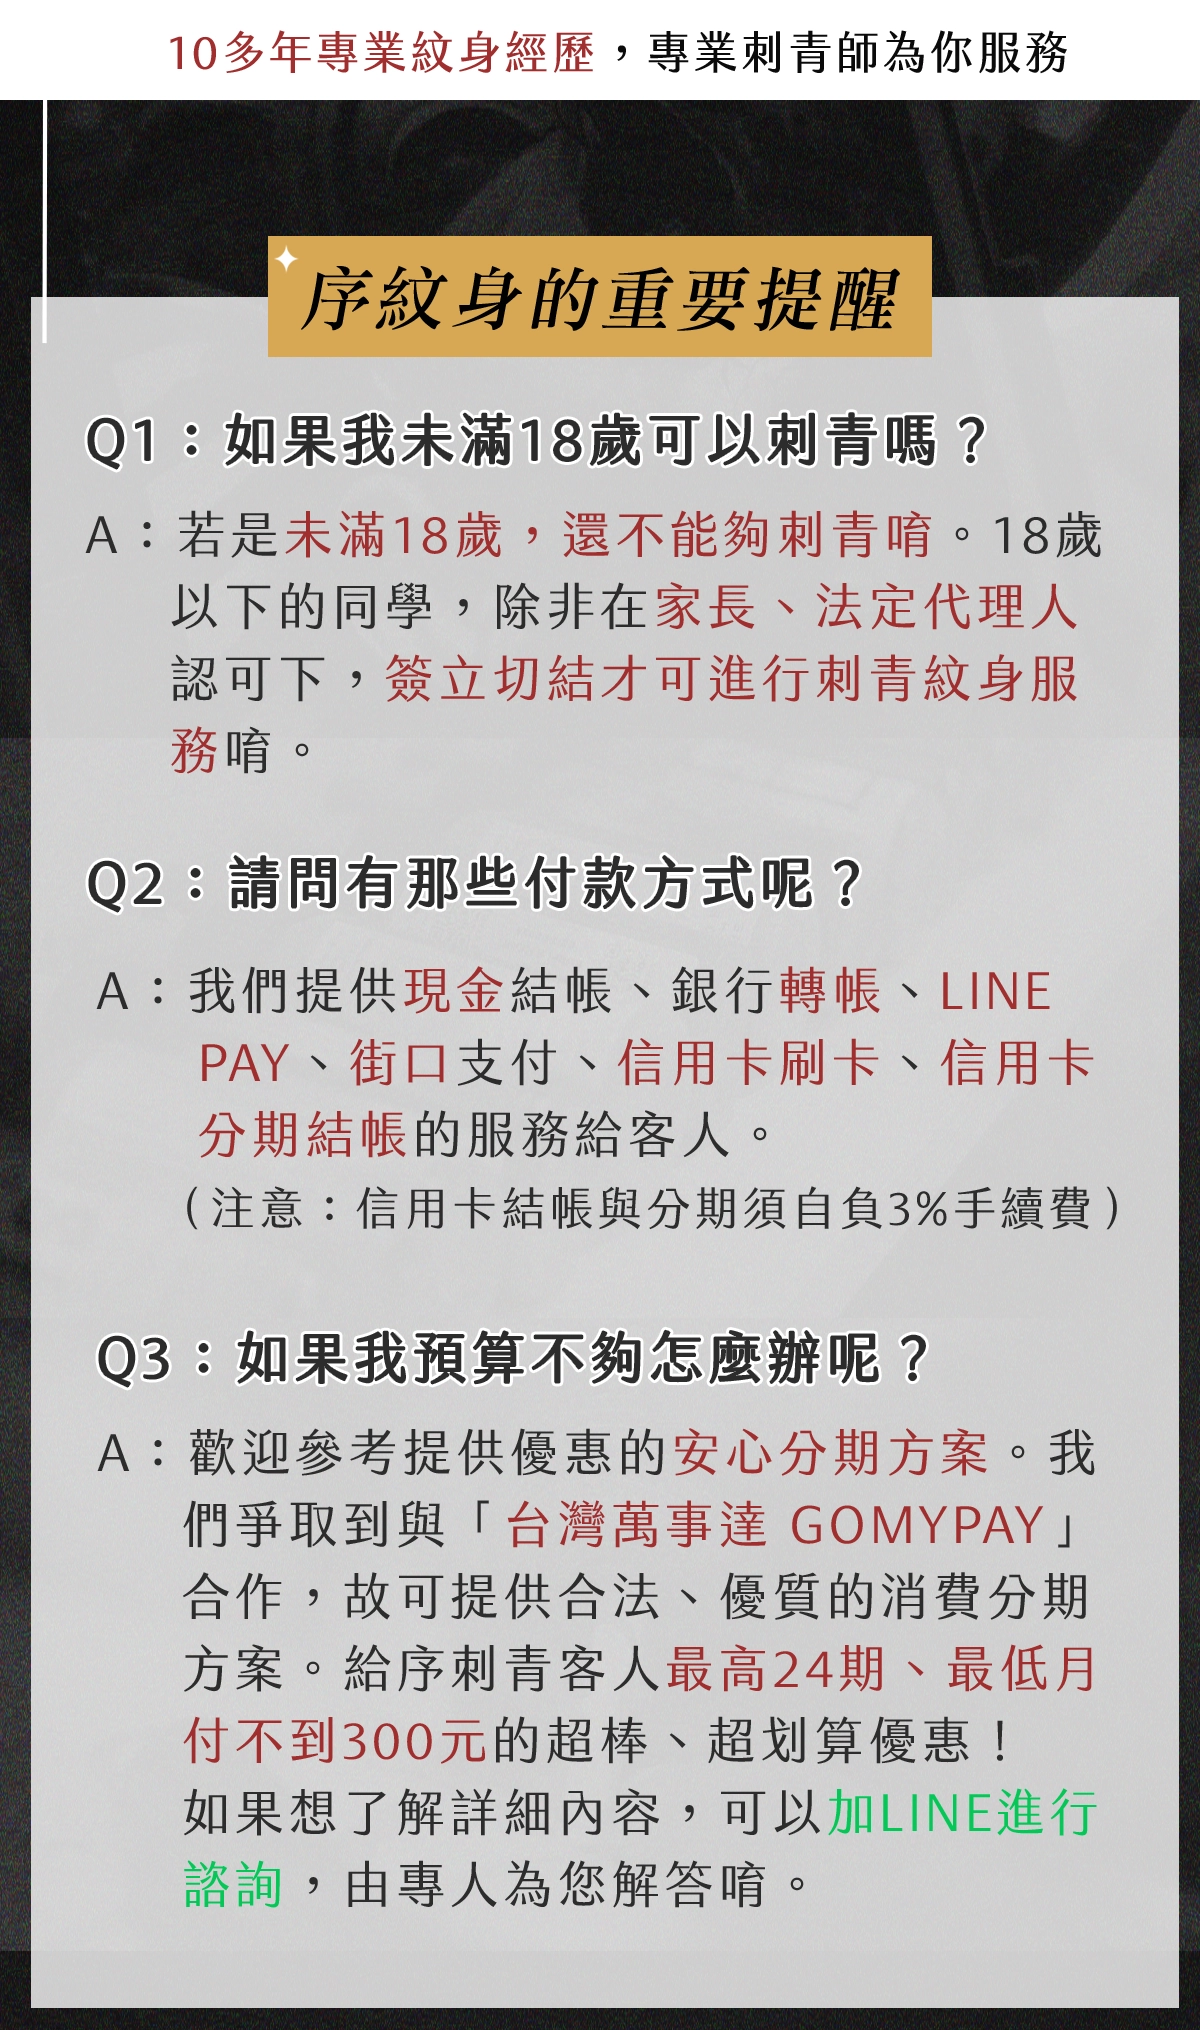 10多年專業紋身經歷，專業刺青師為你服務
序紋身的重要提醒
Q1：如果我未滿18歲可以刺青嗎？
A：若是未滿18歲，還不能夠刺青唷。18歲
以下的同學，除非在家長、法定代理人
認可下，簽立切結才可進行刺青紋身服
務唷。
Q2：請問有那些付款方式呢？
A：我們提供現金結帳、銀行轉帳、LINE
PAY、街口支付、信用卡刷卡、信用卡
分期結帳的服務給客人。
（注意：信用卡結帳與分期須自負3%手續費）
Q3：如果我預算不夠怎麼辦呢？
A：歡迎參考提供優惠的安心分期方案。我
們爭取到與「台灣萬事達 GOMYPAY」
合作，故可提供合法、優質的消費分期
方案。給序刺青客人最高24期、最低月
付不到300元的超棒、超划算優惠！
如果想了解詳細內容，可以加LINE進行
諮詢，由專人為您解答唷。